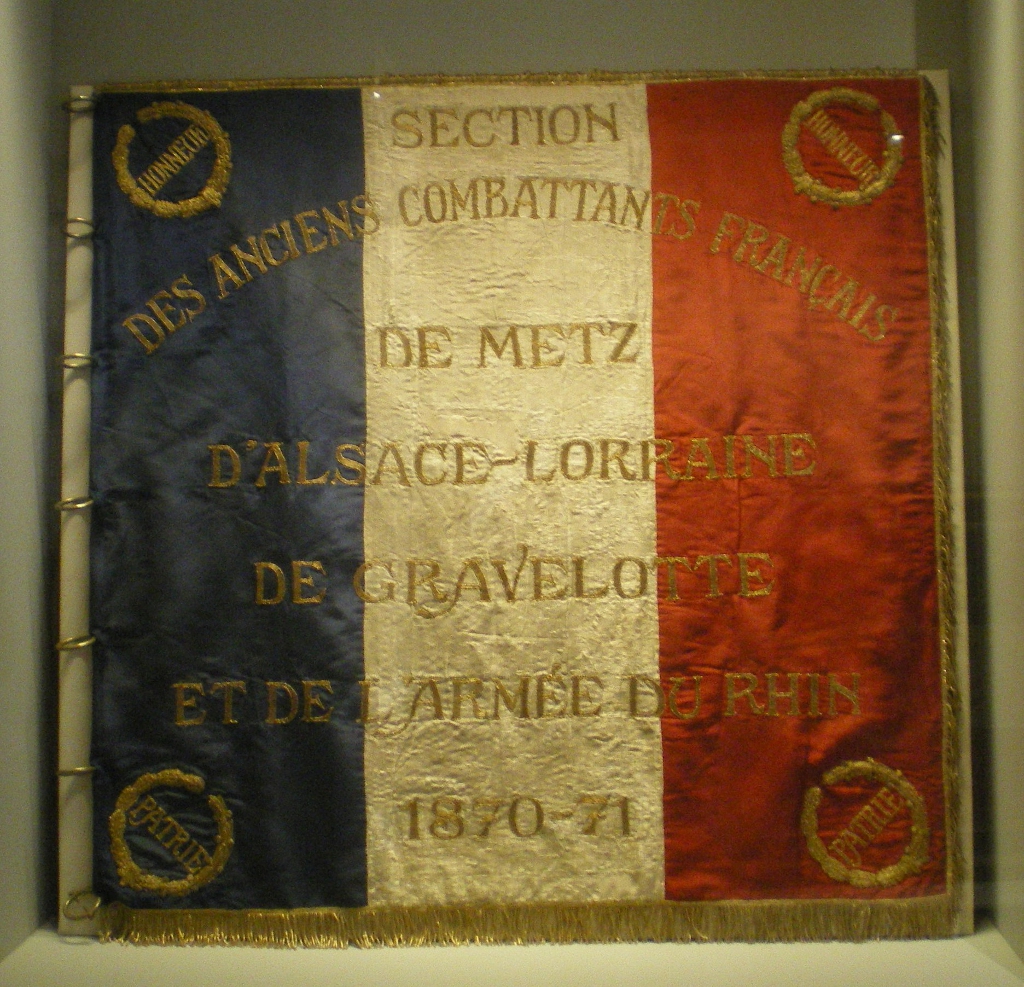 HONNEUR
HONNEUR
SECTION
DES ANCIENS COMBATTANTS FRANÇAIS
DE METZ
D'ALSACE-LORRAINE
DE GRAVELOTTE
ET DE L'ARMÉE DU RHIN
1870-71
PATRIE
PATRIE